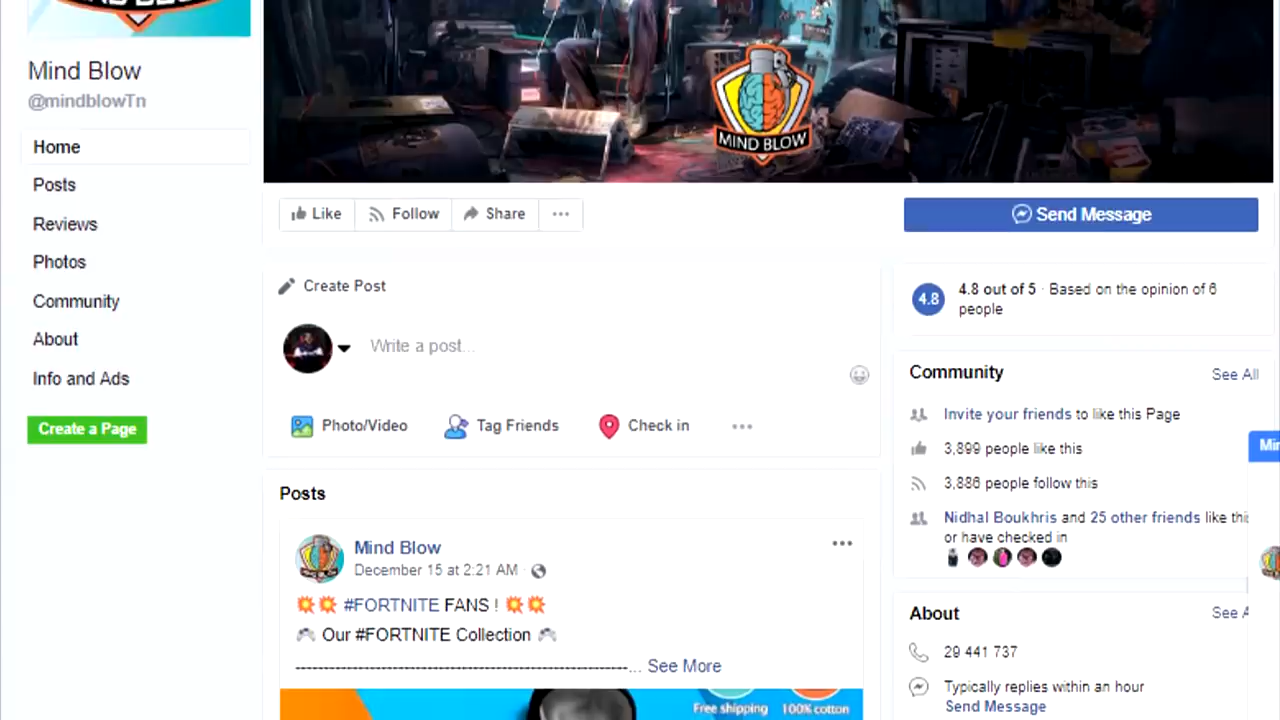 Mind Blow
@mindblowTn
Home
Posts
Reviews
Photos
Community
About
Info and Ads
Create a Page
MIND BLOW
Like
Follow
Share
Send Message
Create Post
Write a post...
Photo/Video
Tag Friends
Check in
Posts
Mind Blow
December 15 at 2:21 AM ·
#FORTNITE FANS !
Our #FORTNITE Collection
------------------------------------------------------------... See More
Free shipping
100% cotton
4.8
4.8 out of 5 · Based on the opinion of 6
people
Community
See All
Invite your friends to like this Page
3,899 people like this
3,886 people follow this
Nidhal Boukhris and 25 other friends like this
or have checked in
About
See A
29 441 737
Typically replies within an hour
Send Message